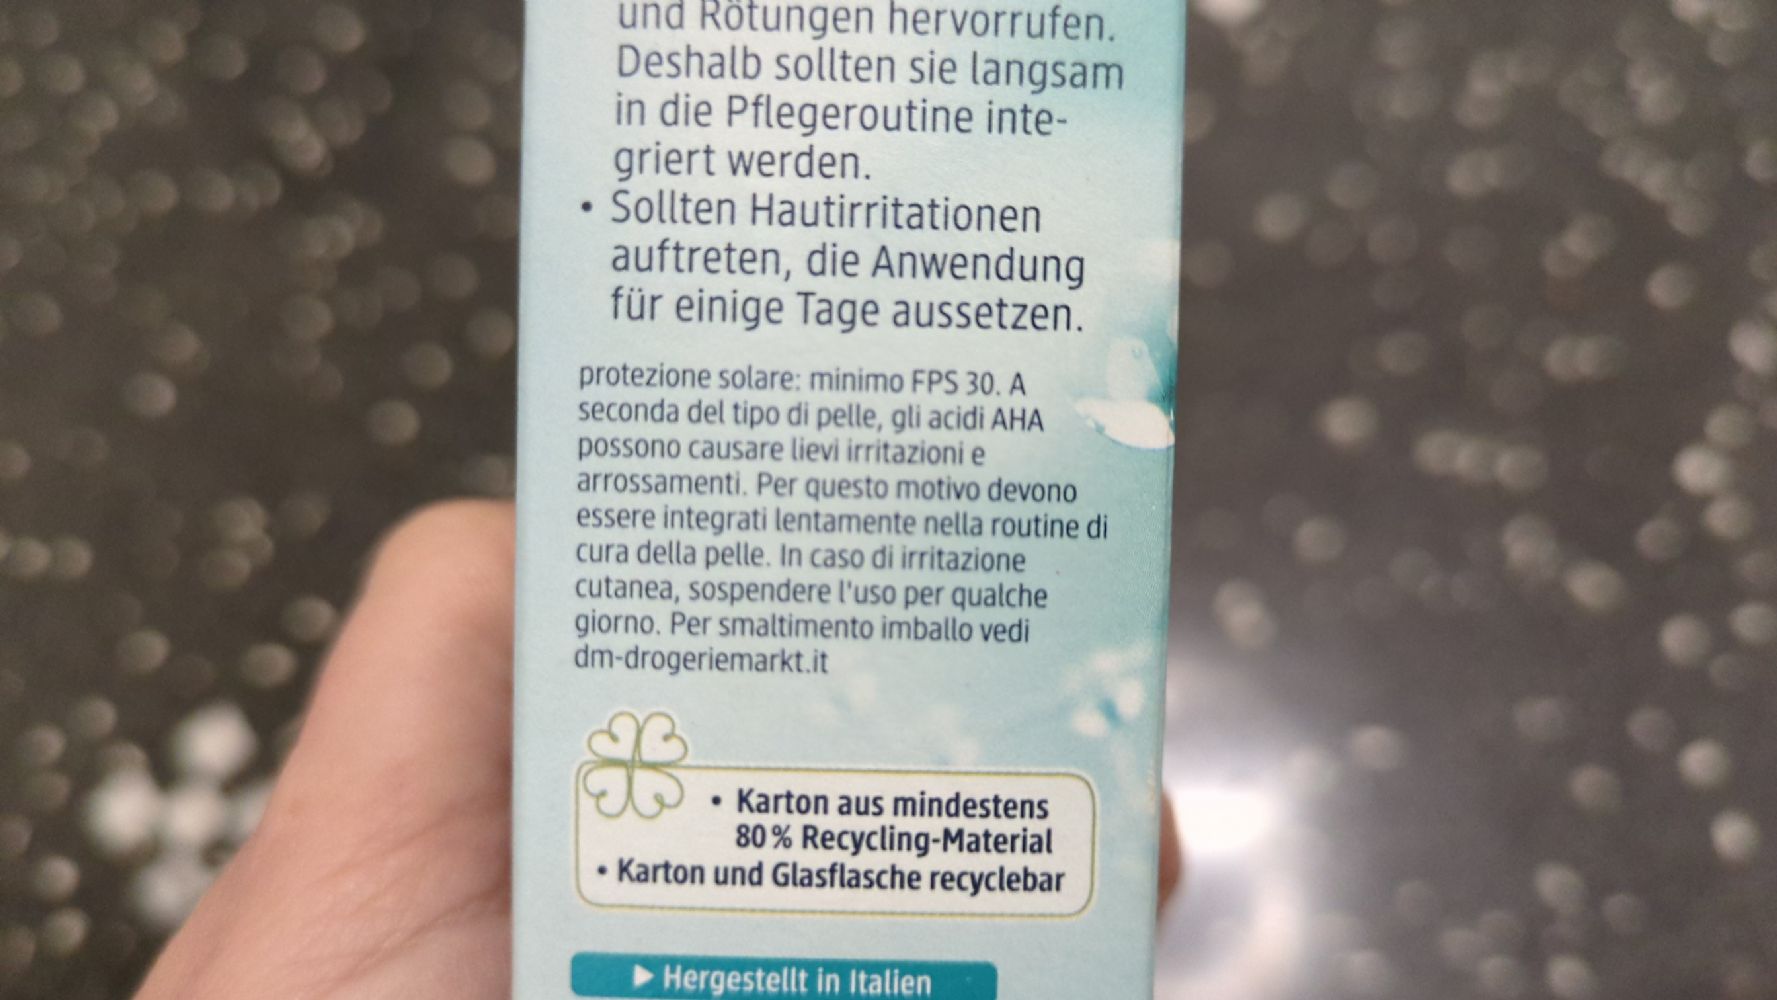 und Rötungen hervorrufen.
Deshalb sollten sie langsam
in die Pflegeroutine inte-
griert werden.
• Sollten Hautirritationen
auftreten, die Anwendung
für einige Tage aussetzen.
protezione solare: minimo FPS 30. A
seconda del tipo di pelle, gli acidi AHA
possono causare lievi irritazioni e
arrossamenti. Per questo motivo devono
essere integrati lentamente nella routine di
cura della pelle. In caso di irritazione
cutanea, sospendere l'uso per qualche
giorno. Per smaltimento imballo vedi
dm-drogeriemarkt.it
• Karton aus mindestens
80 % Recycling-Material
• Karton und Glasflasche recyclebar
▶ Hergestellt in Italien